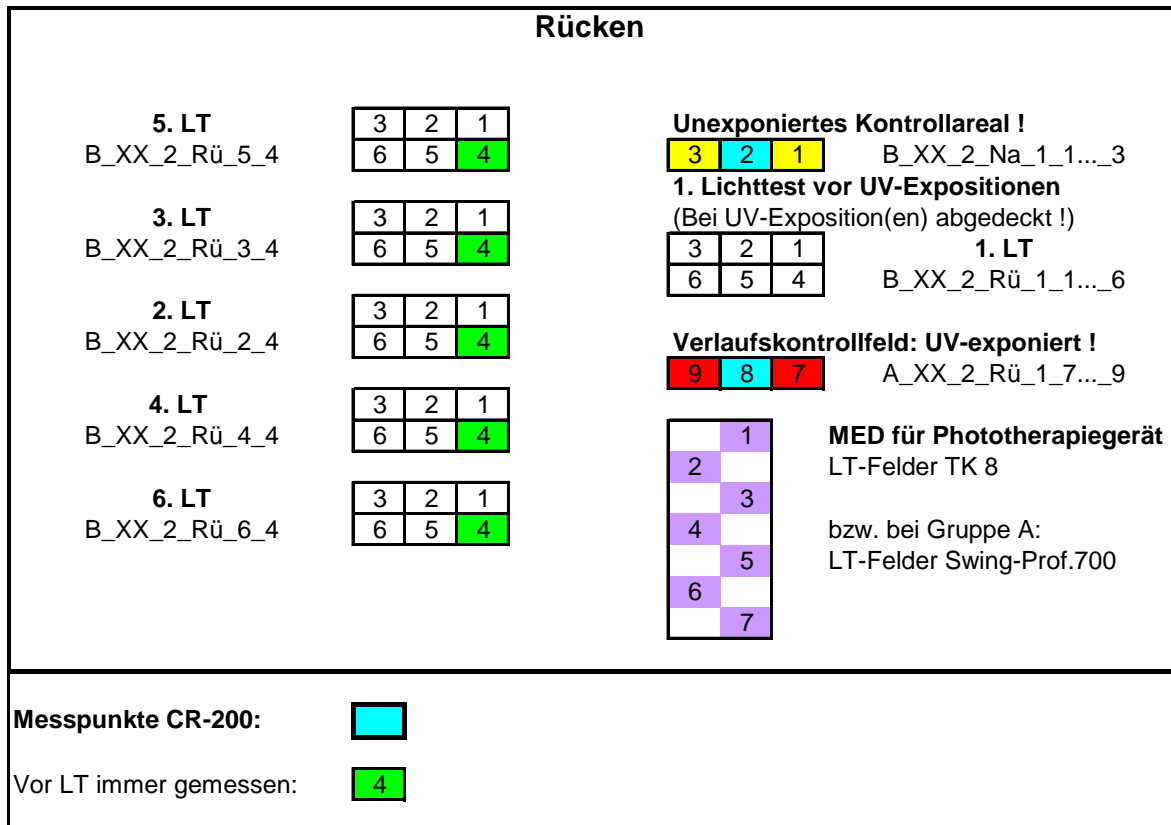 Rücken
5. LT
B_XX_2_Rü_5_4
3 2 1
6 5 4
3. LT
B_XX_2_Rü_3_4
3 2 1
6 5 4
2. LT
B_XX_2_Rü_2_4
3 2 1
6 5 4
4. LT
B_XX_2_Rü_4_4
3 2 1
6 5 4
6. LT
B_XX_2_Rü_6_4
3 2 1
6 5 4
Unexponiertes Kontrollareal !
3 2 1 B_XX_2_Na_1_1..._3
1. Lichttest vor UV-Expositionen
(Bei UV-Exposition(en) abgedeckt !)
3 2 1 1. LT
6 5 4 B_XX_2_Rü_1_1..._6
Verlaufskontrollfeld: UV-exponiert !
9 8 7 A_XX_2_Rü_1_7..._9
1 MED für Phototherapiegerät
2 LT-Felder TK 8
3
4 bzw. bei Gruppe A:
5 LT-Felder Swing-Prof.700
6
7
Messpunkte CR-200:
Vor LT immer gemessen: 4